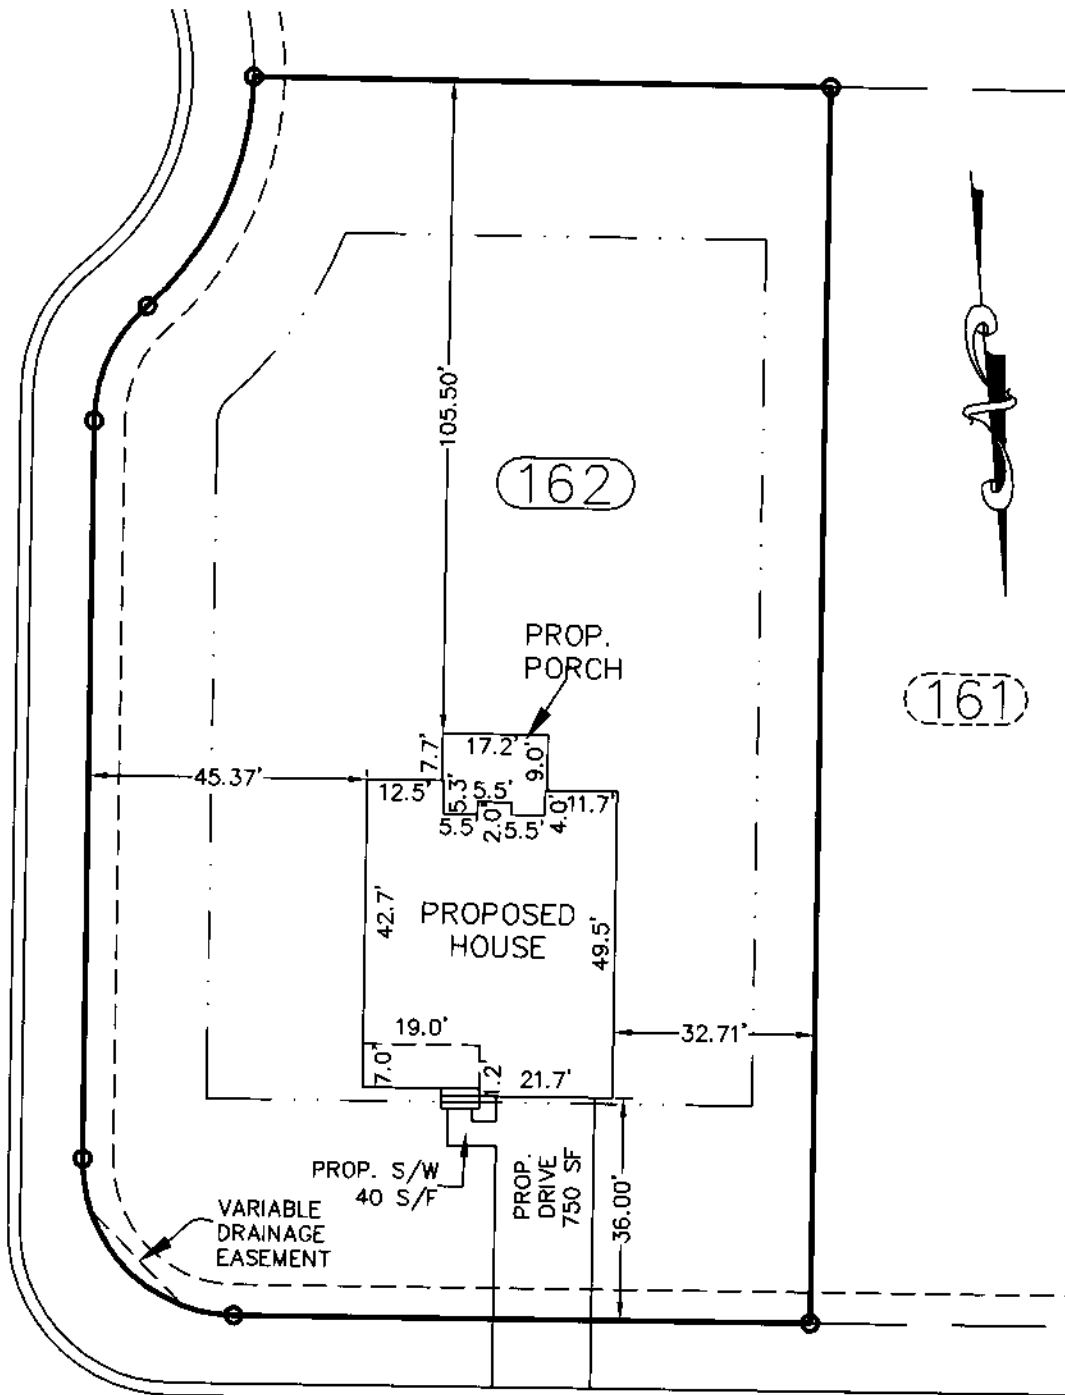 105.50'
162
PROP.
PORCH
161
17.2'
7.7'
9.0'
45.37'
12.5'
5.3'
5.5'
11.7'
5.5'
2.0'
5.5'
4.0'
42.7'
PROPOSED
HOUSE
49.5'
19.0'
7.0'
32.71'
21.7'
PROP. S/W
40 S/F
PROP.
DRIVE
750 SF
36.00'
VARIABLE
DRAINAGE
EASEMENT